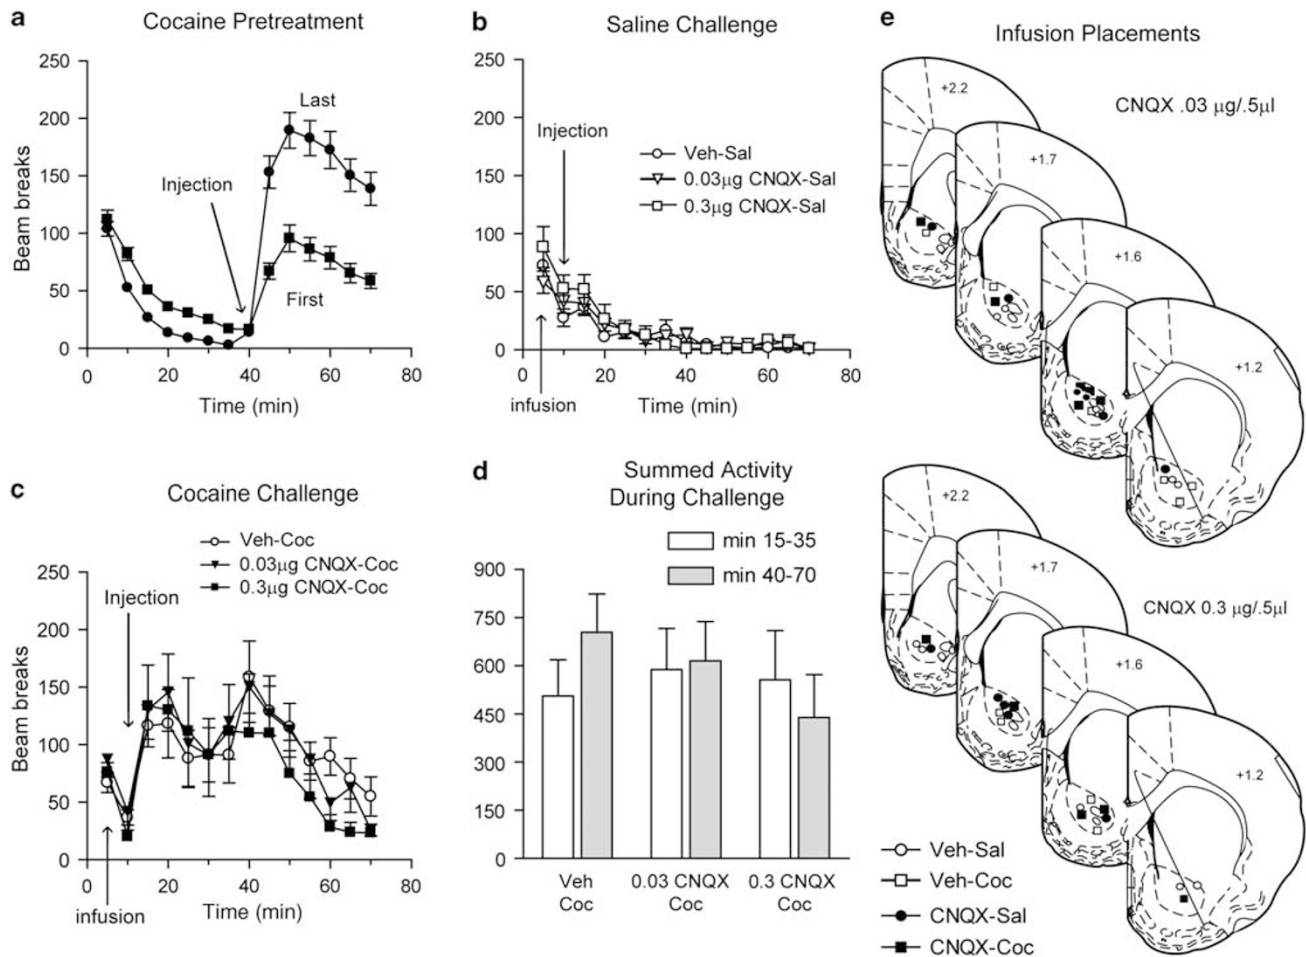 a
Cocaine Pretreatment
250
200
150
100
50
0
Beam breaks
Last
Injection
First
0 20 40 60 80
Time (min)
b
Saline Challenge
250
200
150
100
50
0
Injection
Veh-Sal
0.03µg CNQX-Sal
0.3µg CNQX-Sal
0 20 40 60 80
infusion
Time (min)
c
Cocaine Challenge
Veh-Coc
0.03µg CNQX-Coc
0.3µg CNQX-Coc
250
200
150
100
50
0
Beam breaks
Injection
0 20 40 60 80
infusion
Time (min)
d
Summed Activity
During Challenge
min 15-35
min 40-70
900
750
600
450
300
150
0
Veh 0.03 CNQX 0.3 CNQX
Coc Coc Coc
e
Infusion Placements
CNQX .03 µg/.5µl
+2.2
+1.7
+1.6
+1.2
CNQX 0.3 µg/.5µl
+2.2
+1.7
+1.6
+1.2
Veh-Sal
Veh-Coc
CNQX-Sal
CNQX-Coc